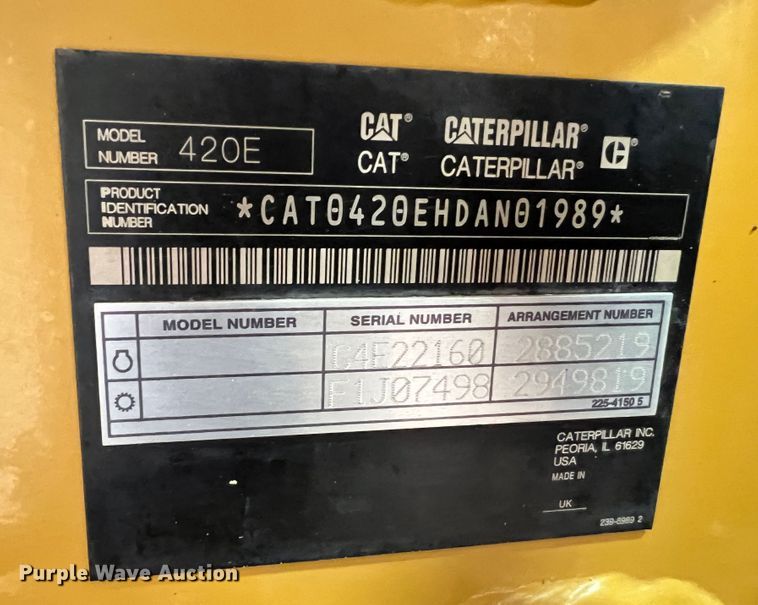 MODEL NUMBER 420E
CAT® CATERPILLAR®
CAT® CATERPILLAR®
PRODUCT
IDENTIFICATION
NUMBER
*CAT0420EHDAN01989*
MODEL NUMBER SERIAL NUMBER ARRANGEMENT NUMBER
G4F22160 2885219
F1J07498 2949819
225-4150 5
CATERPILLAR INC.
PEORIA, IL 61629
USA
MADE IN
UK
239-8989 2
Purple Wave Auction